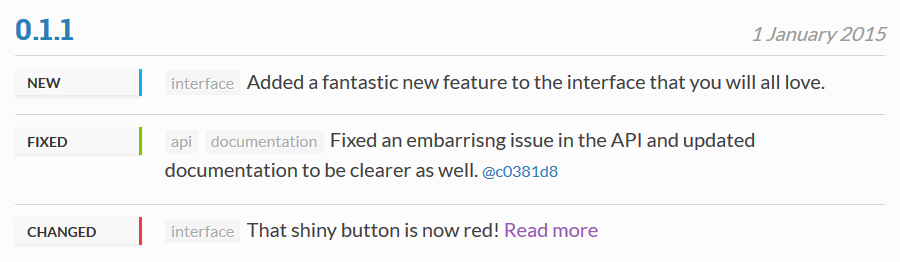 0.1.1 1 January 2015
NEW interface Added a fantastic new feature to the interface that you will all love.
FIXED api documentation Fixed an embarrisng issue in the API and updated
documentation to be clearer as well. @c0381d8
CHANGED interface That shiny button is now red! Read more